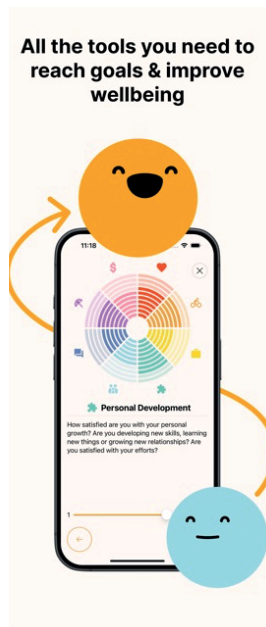 All the tools you need to
reach goals & improve
wellbeing
11:18
$
Personal Development
How satisfied are you with your personal
growth? Are you developing new skills, learning
new things or growing new relationships? Are
you satisfied with your efforts?
1